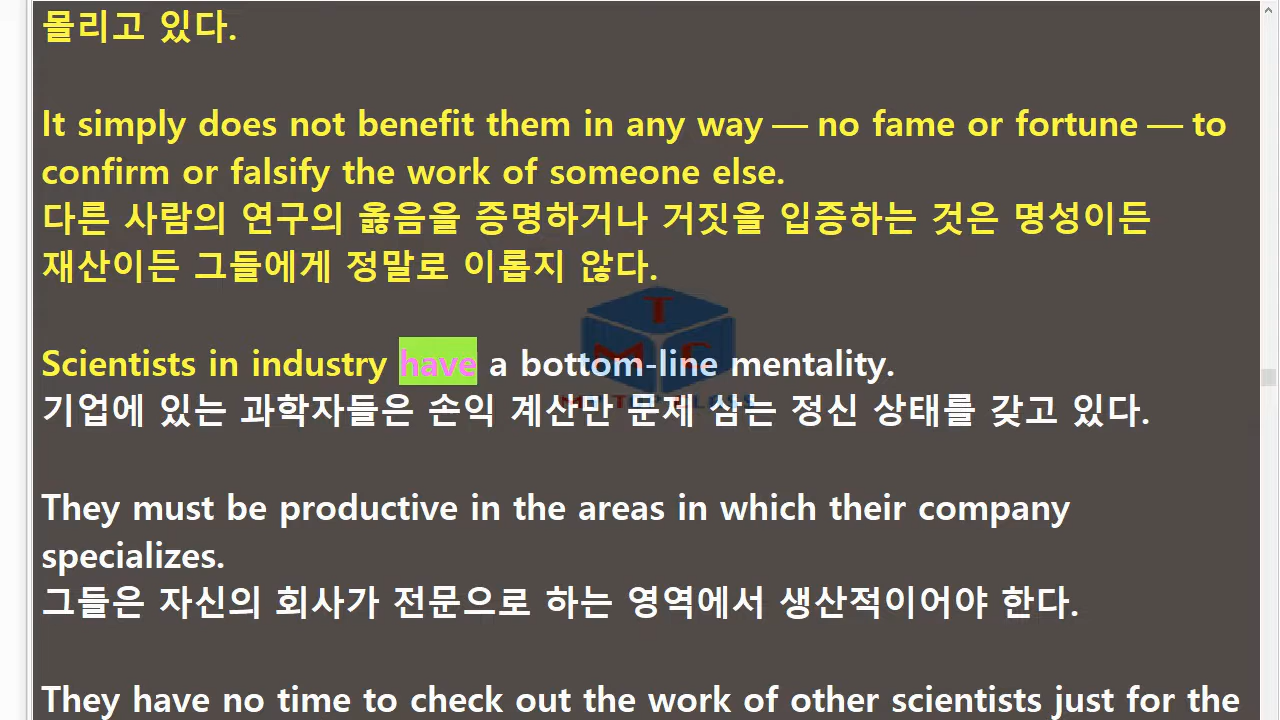 몰리고 있다.
It simply does not benefit them in any way — no fame or fortune — to
confirm or falsify the work of someone else.
다른 사람의 연구의 옳음을 증명하거나 거짓을 입증하는 것은 명성이든
재산이든 그들에게 정말로 이롭지 않다.
Scientists in industry have a bottom-line mentality.
기업에 있는 과학자들은 손익 계산만 문제 삼는 정신 상태를 갖고 있다.
They must be productive in the areas in which their company
specializes.
그들은 자신의 회사가 전문으로 하는 영역에서 생산적이어야 한다.
They have no time to check out the work of other scientists just for the
T
M C